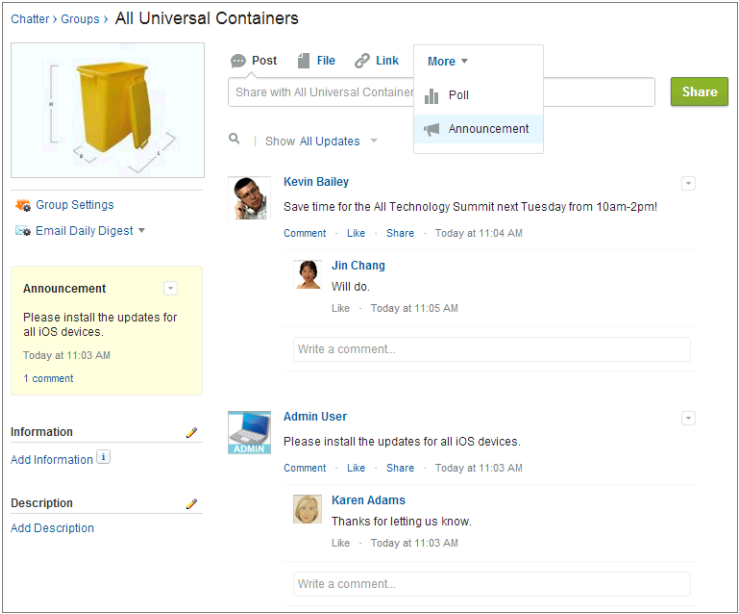 Chatter › Groups › All Universal Containers
Post
File
Link
More
Poll
Announcement
Share with All Universal Container
Share
Show All Updates
H
W
L
Group Settings
Email Daily Digest
Announcement
Please install the updates for
all iOS devices.
Today at 11:03 AM
1 comment
Information
Add Information
i
Description
Add Description
Kevin Bailey
Save time for the All Technology Summit next Tuesday from 10am-2pm!
Comment · Like · Share · Today at 11:04 AM
Jin Chang
Will do.
Like · Today at 11:05 AM
Write a comment...
Admin User
ADMIN
Please install the updates for all iOS devices.
Comment · Like · Share · Today at 11:03 AM
Karen Adams
Thanks for letting us know.
Like · Today at 11:03 AM
Write a comment...